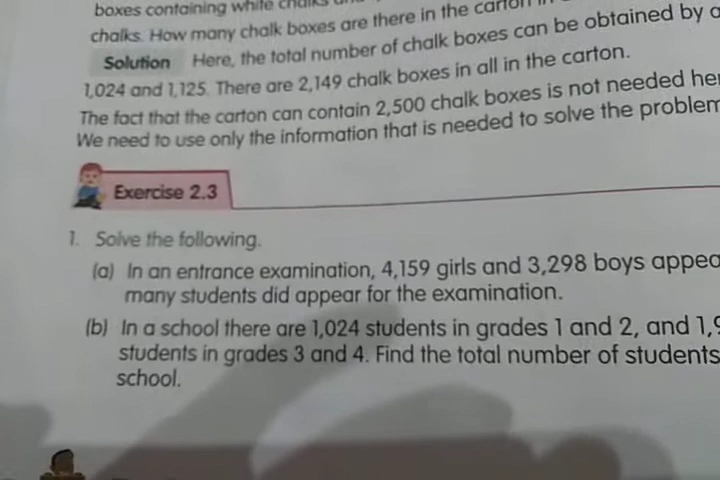 boxes containing white chalks
chalks. How many chalk boxes are there in the carton
Solution Here, the total number of chalk boxes can be obtained by
1,024 and 1,125. There are 2,149 chalk boxes in all in the carton.
The fact that the carton can contain 2,500 chalk boxes is not needed
We need to use only the information that is needed to solve the problem
Exercise 2.3
1. Solve the following.
(a) In an entrance examination, 4,159 girls and 3,298 boys
many students did appear for the examination.
(b) In a school there are 1,024 students in grades 1 and 2, and
students in grades 3 and 4. Find the total number of students
school.